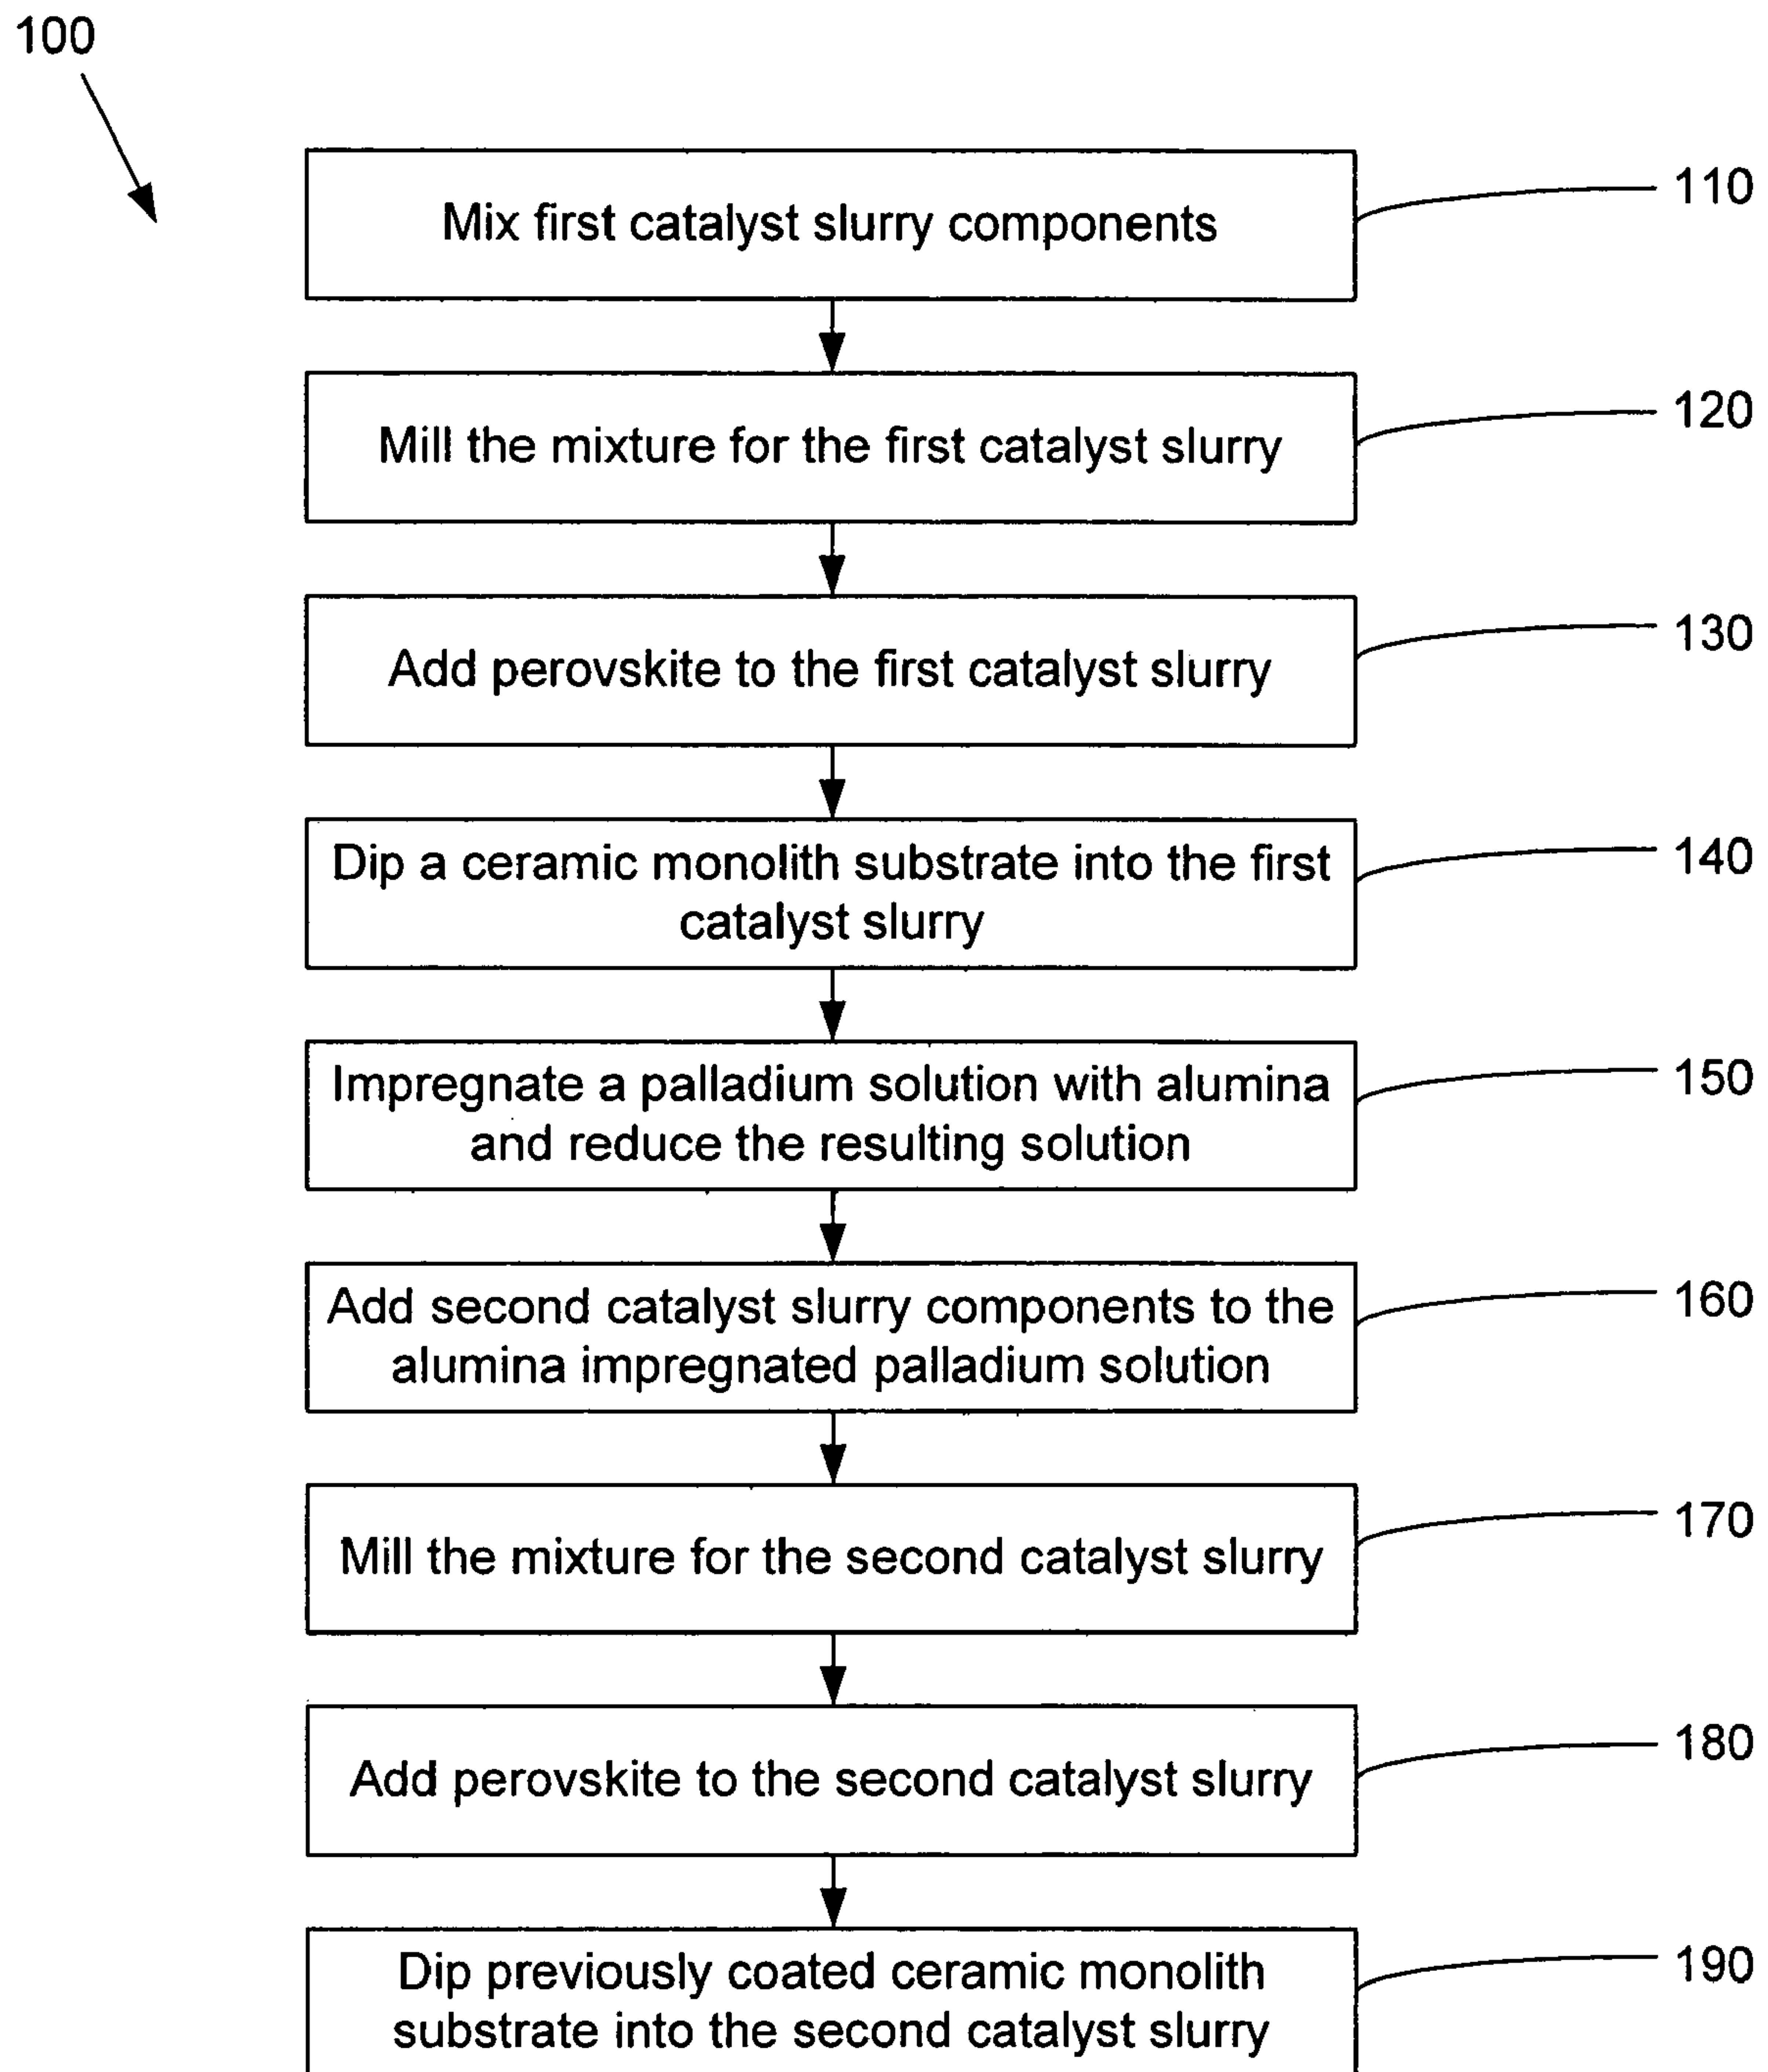 100
Mix first catalyst slurry components
110
Mill the mixture for the first catalyst slurry
120
Add perovskite to the first catalyst slurry
130
Dip a ceramic monolith substrate into the first
catalyst slurry
140
Impregnate a palladium solution with alumina
and reduce the resulting solution
150
Add second catalyst slurry components to the
alumina impregnated palladium solution
160
Mill the mixture for the second catalyst slurry
170
Add perovskite to the second catalyst slurry
180
Dip previously coated ceramic monolith
substrate into the second catalyst slurry
190